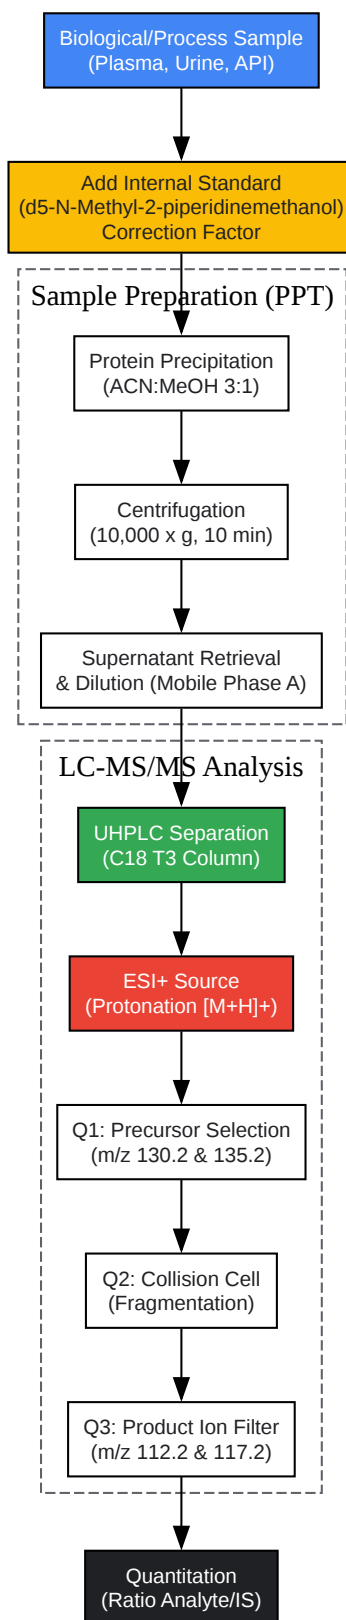 Biological/Process Sample
(Plasma, Urine, API)
Add Internal Standard
(d5-N-Methyl-2-piperidinemethanol)
Correction Factor
Sample Preparation (PPT)
Protein Precipitation
(ACN:MeOH 3:1)
Centrifugation
(10,000 x g, 10 min)
Supernatant Retrieval
& Dilution (Mobile Phase A)
LC-MS/MS Analysis
UHPLC Separation
(C18 T3 Column)
ESI+ Source
(Protonation [M+H]+)
Q1: Precursor Selection
(m/z 130.2 & 135.2)
Q2: Collision Cell
(Fragmentation)
Q3: Product Ion Filter
(m/z 112.2 & 117.2)
Quantitation
(Ratio Analyte/IS)